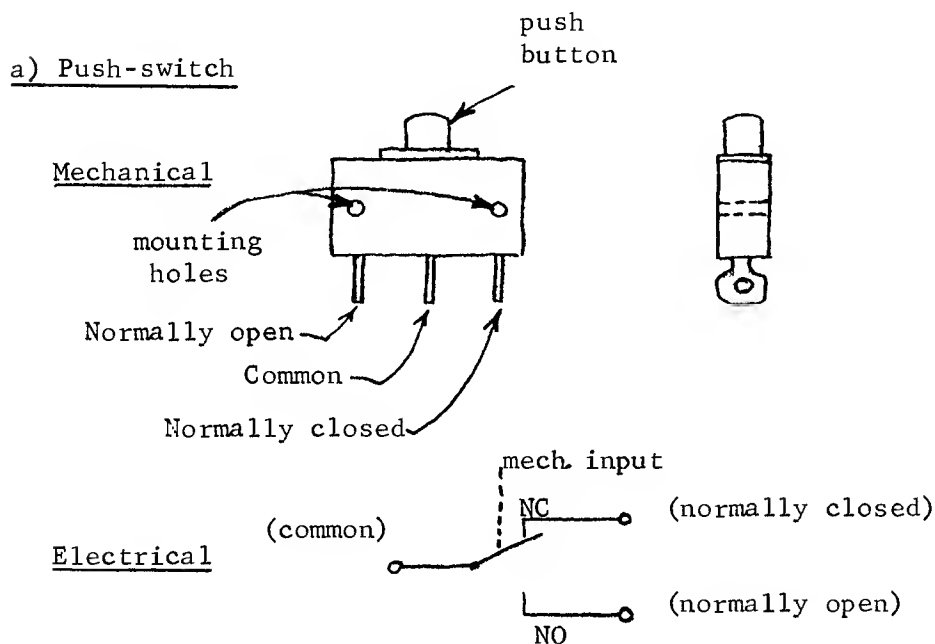 push
button
a) Push-switch
Mechanical
mounting
holes
Normally open
Common
Normally closed
mech. input
NC
(normally closed)
(common)
Electrical
(normally open)
NO